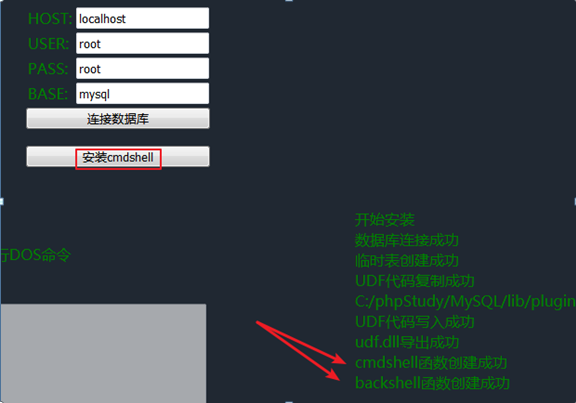 HOST: localhost
USER: root
PASS: root
BASE: mysql
连接数据库
安装cmdshell
行DOS命令
开始安装
数据库连接成功
临时表创建成功
UDF代码复制成功
C:/phpStudy/MySQL/lib/plugin
UDF代码写入成功
udf.dll导出成功
cmdshell函数创建成功
backshell函数创建成功